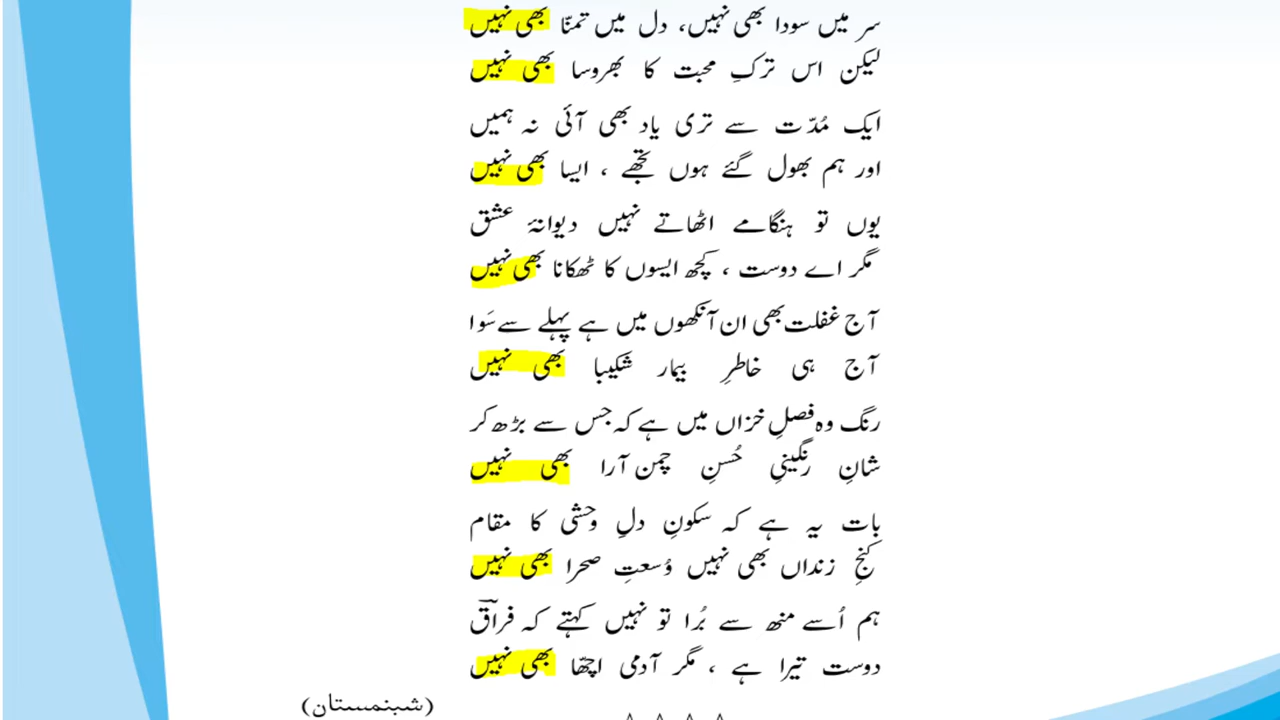 سر میں سودا بھی نہیں، دل میں تمنّا بھی نہیں
لیکن اس ترکِ محبت کا بھروسا بھی نہیں
ایک مُدّت سے تری یاد بھی آئی نہ ہمیں
اور ہم بھول گئے ہوں تجھے ، ایسا بھی نہیں
یوں تو ہنگامے اٹھاتے نہیں دیوانۂ عشق
مگر اے دوست ، کچھ ایسوں کا ٹھکانا بھی نہیں
آج غفلت بھی ان آنکھوں میں ہے پہلے سے سَوا
آج ہی خاطرِ بیمار شکیبا بھی نہیں
رنگ وہ فصلِ خزاں میں ہے کہ جس سے بڑھ کر
شانِ رنگینیِ حُسنِ چمن آرا بھی نہیں
بات یہ ہے کہ سکونِ دلِ وحشی کا مقام
کنجِ زنداں بھی نہیں وُسعتِ صحرا بھی نہیں
ہم اُسے منھ سے بُرا تو نہیں کہتے کہ فراقؔ
دوست تیرا ہے ، مگر آدمی اچھّا بھی نہیں
(شبنمستان)